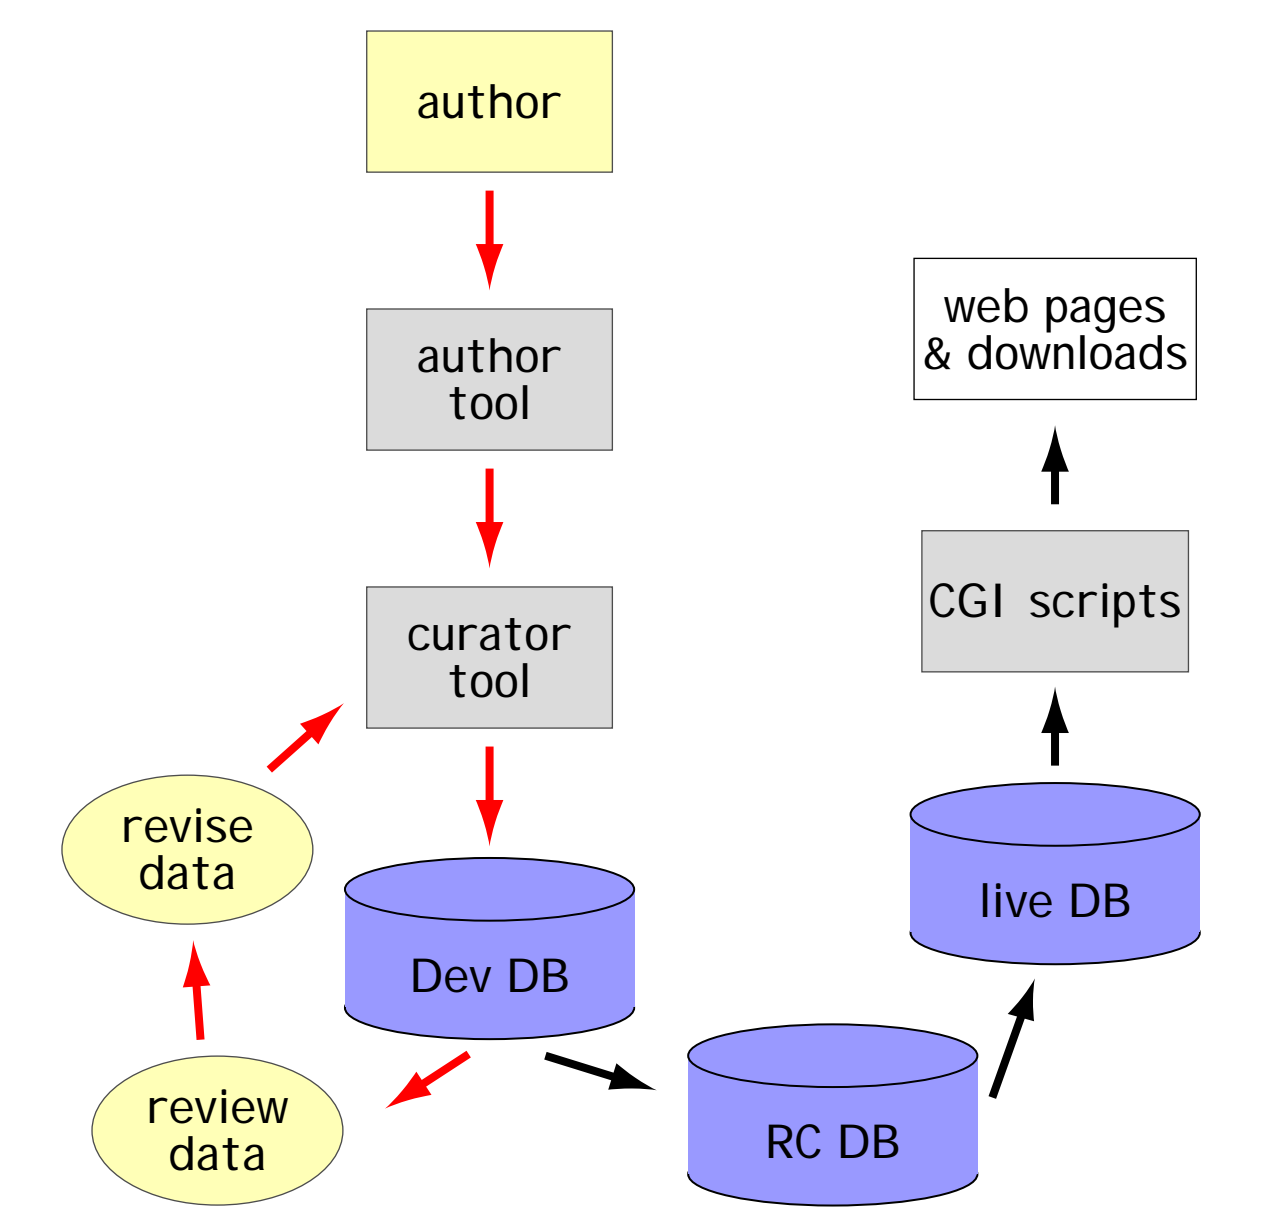 author
author
tool
curator
tool
revise
data
Dev DB
review
data
RC DB
live DB
CGI scripts
web pages
& downloads